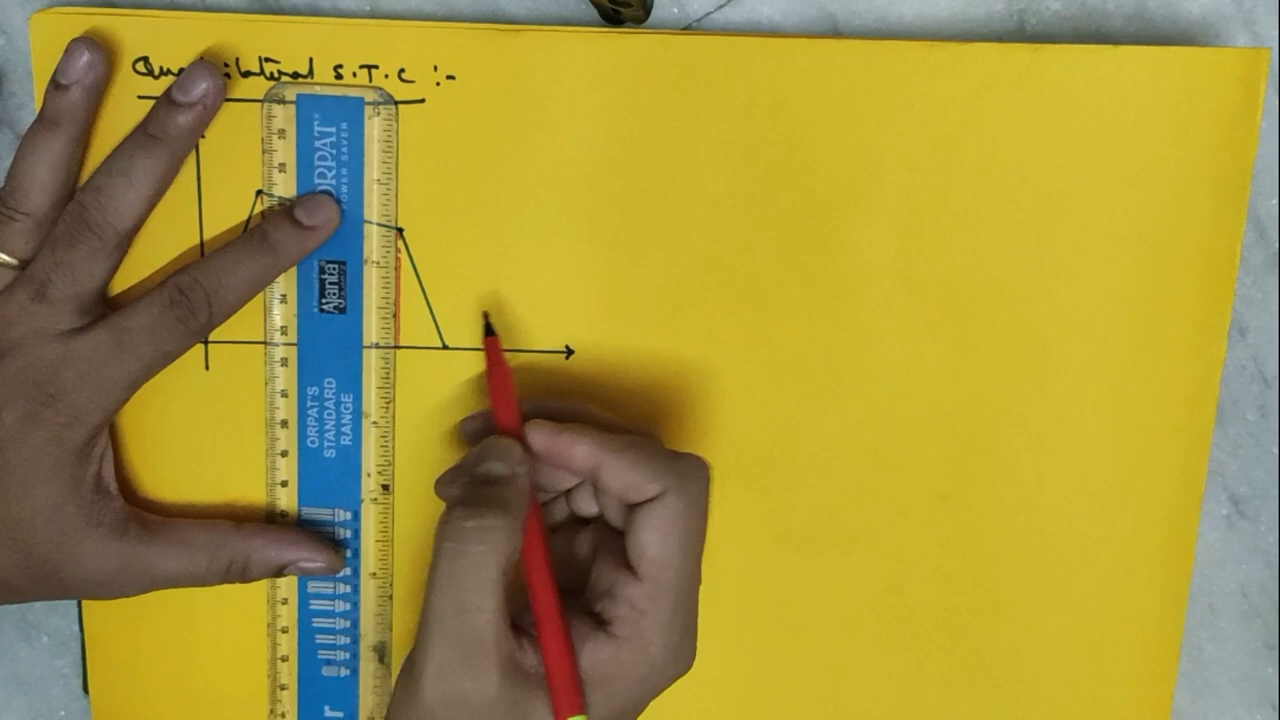 S.T.C :-
ORPAT
POWER SAVER
Ajanta
ORPAT'S
STANDARD
RANGE